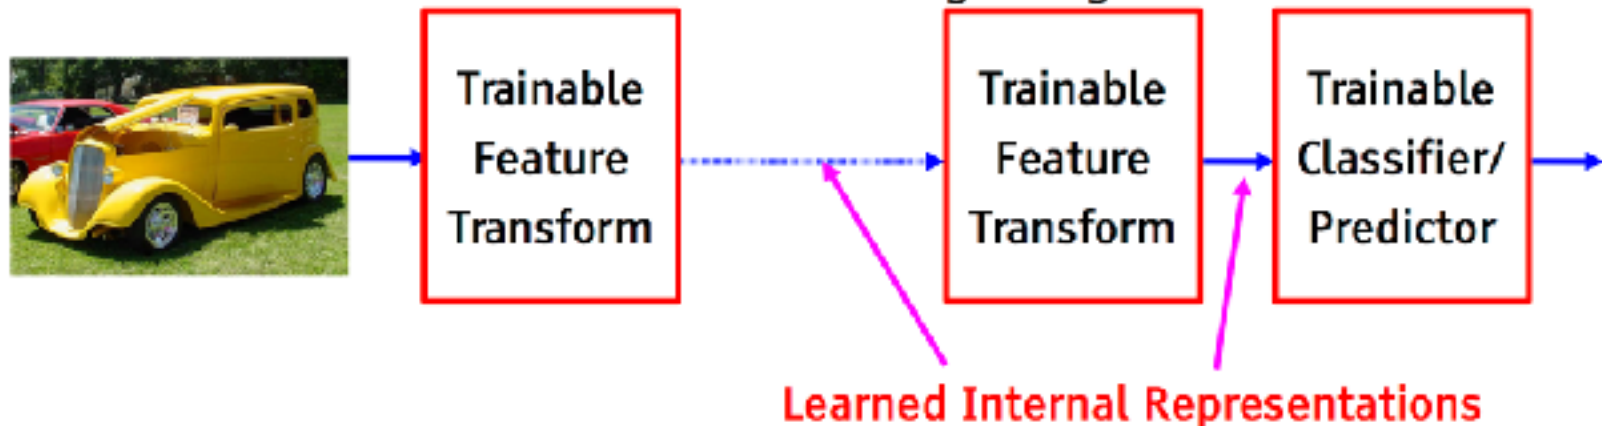 Trainable
Feature
Transform
Trainable
Feature
Transform
Trainable
Classifier/
Predictor
Learned Internal Representations